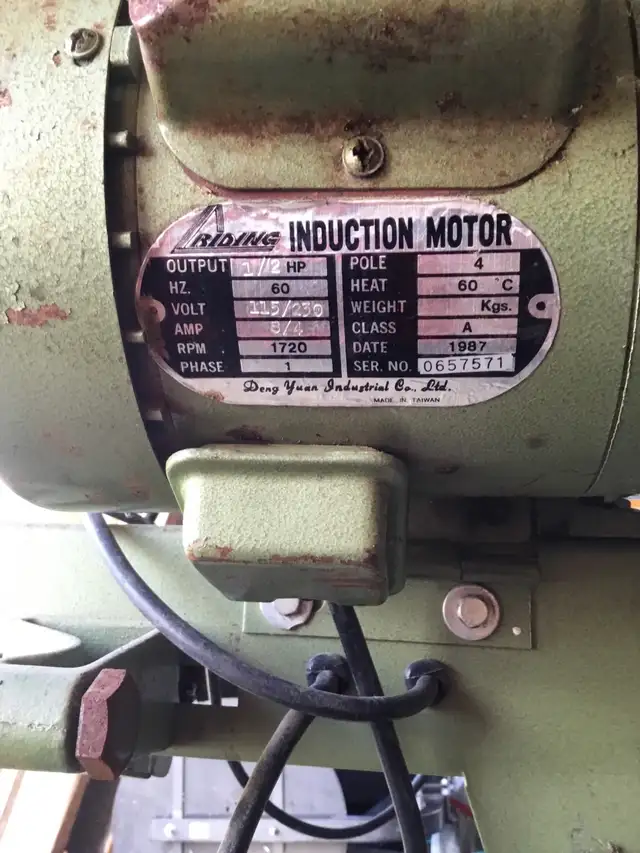 RIDING INDUCTION MOTOR
OUTPUT 1/2 HP POLE 4
HZ. 60 HEAT 60 °C
VOLT 115/230 WEIGHT Kgs.
AMP 8/4 CLASS A
RPM 1720 DATE 1987
PHASE 1 SER. NO. 0657571
Deng Yuan Industrial Co., Ltd.
MADE IN TAIWAN